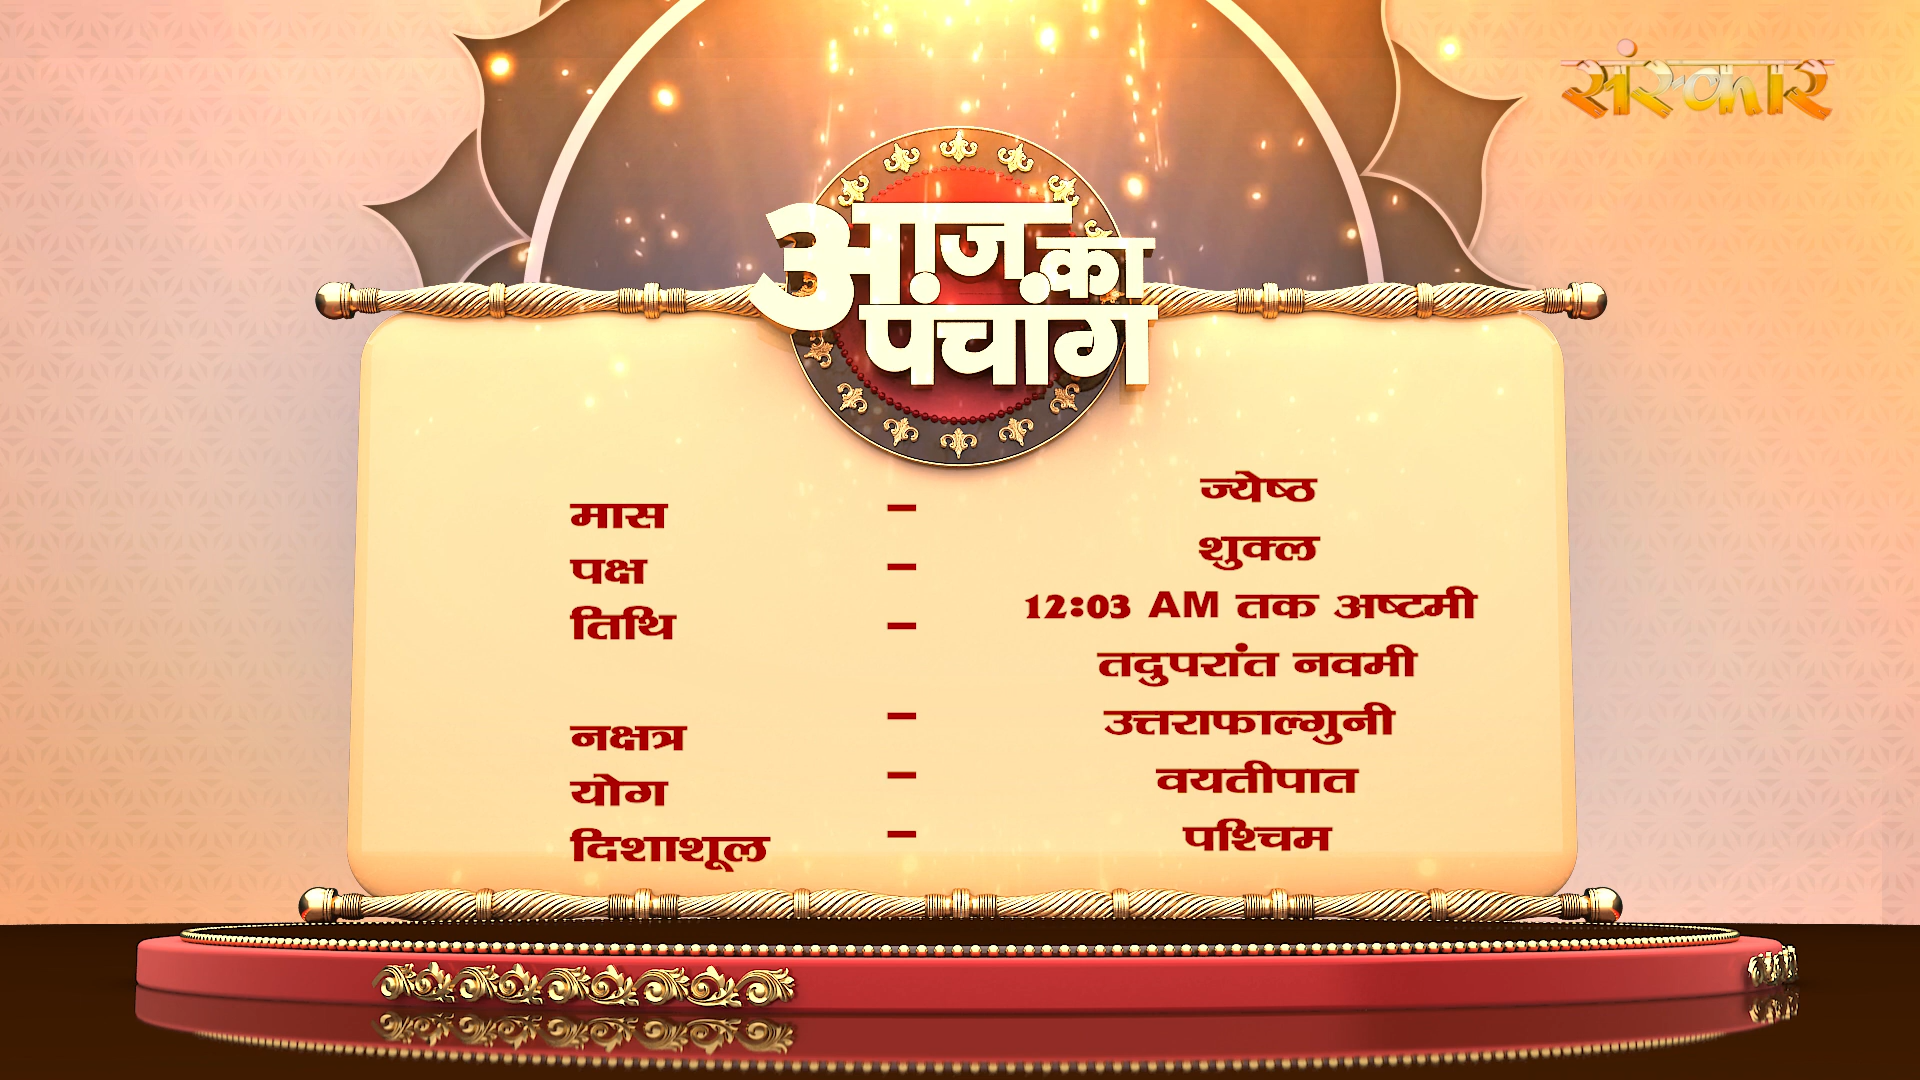 संस्कार
आज का
पंचांग
मास – ज्येष्ठ
पक्ष – शुक्ल
तिथि – 12:03 AM तक अष्टमी
तदुपरांत नवमी
नक्षत्र – उत्तराफाल्गुनी
योग – वयतीपात
दिशाशूल – पश्चिम